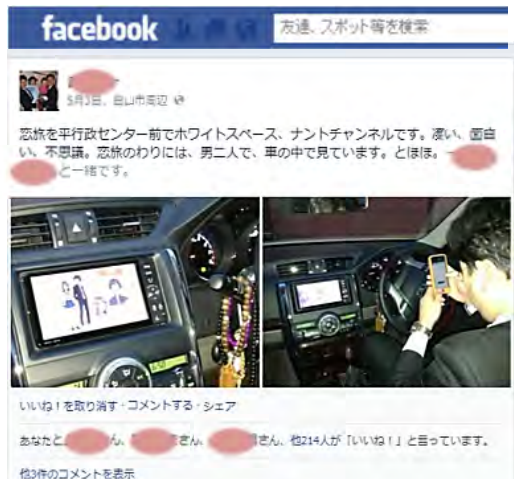 facebook
友達、スポット等を検索
5月3日、白山市周辺
恋旅を平行政センター前でホワイトスペース、ナントチャンネルです。凄い、面白
い、不思議。恋旅のわりには、男二人で、車の中で見ています。とほほ。 —
と一緒です。
いいね！を取り消す・コメントする・シェア
あなたと、 ん、 さん、 さん、他214人が「いいね！」と言っています。
他3件のコメントを表示